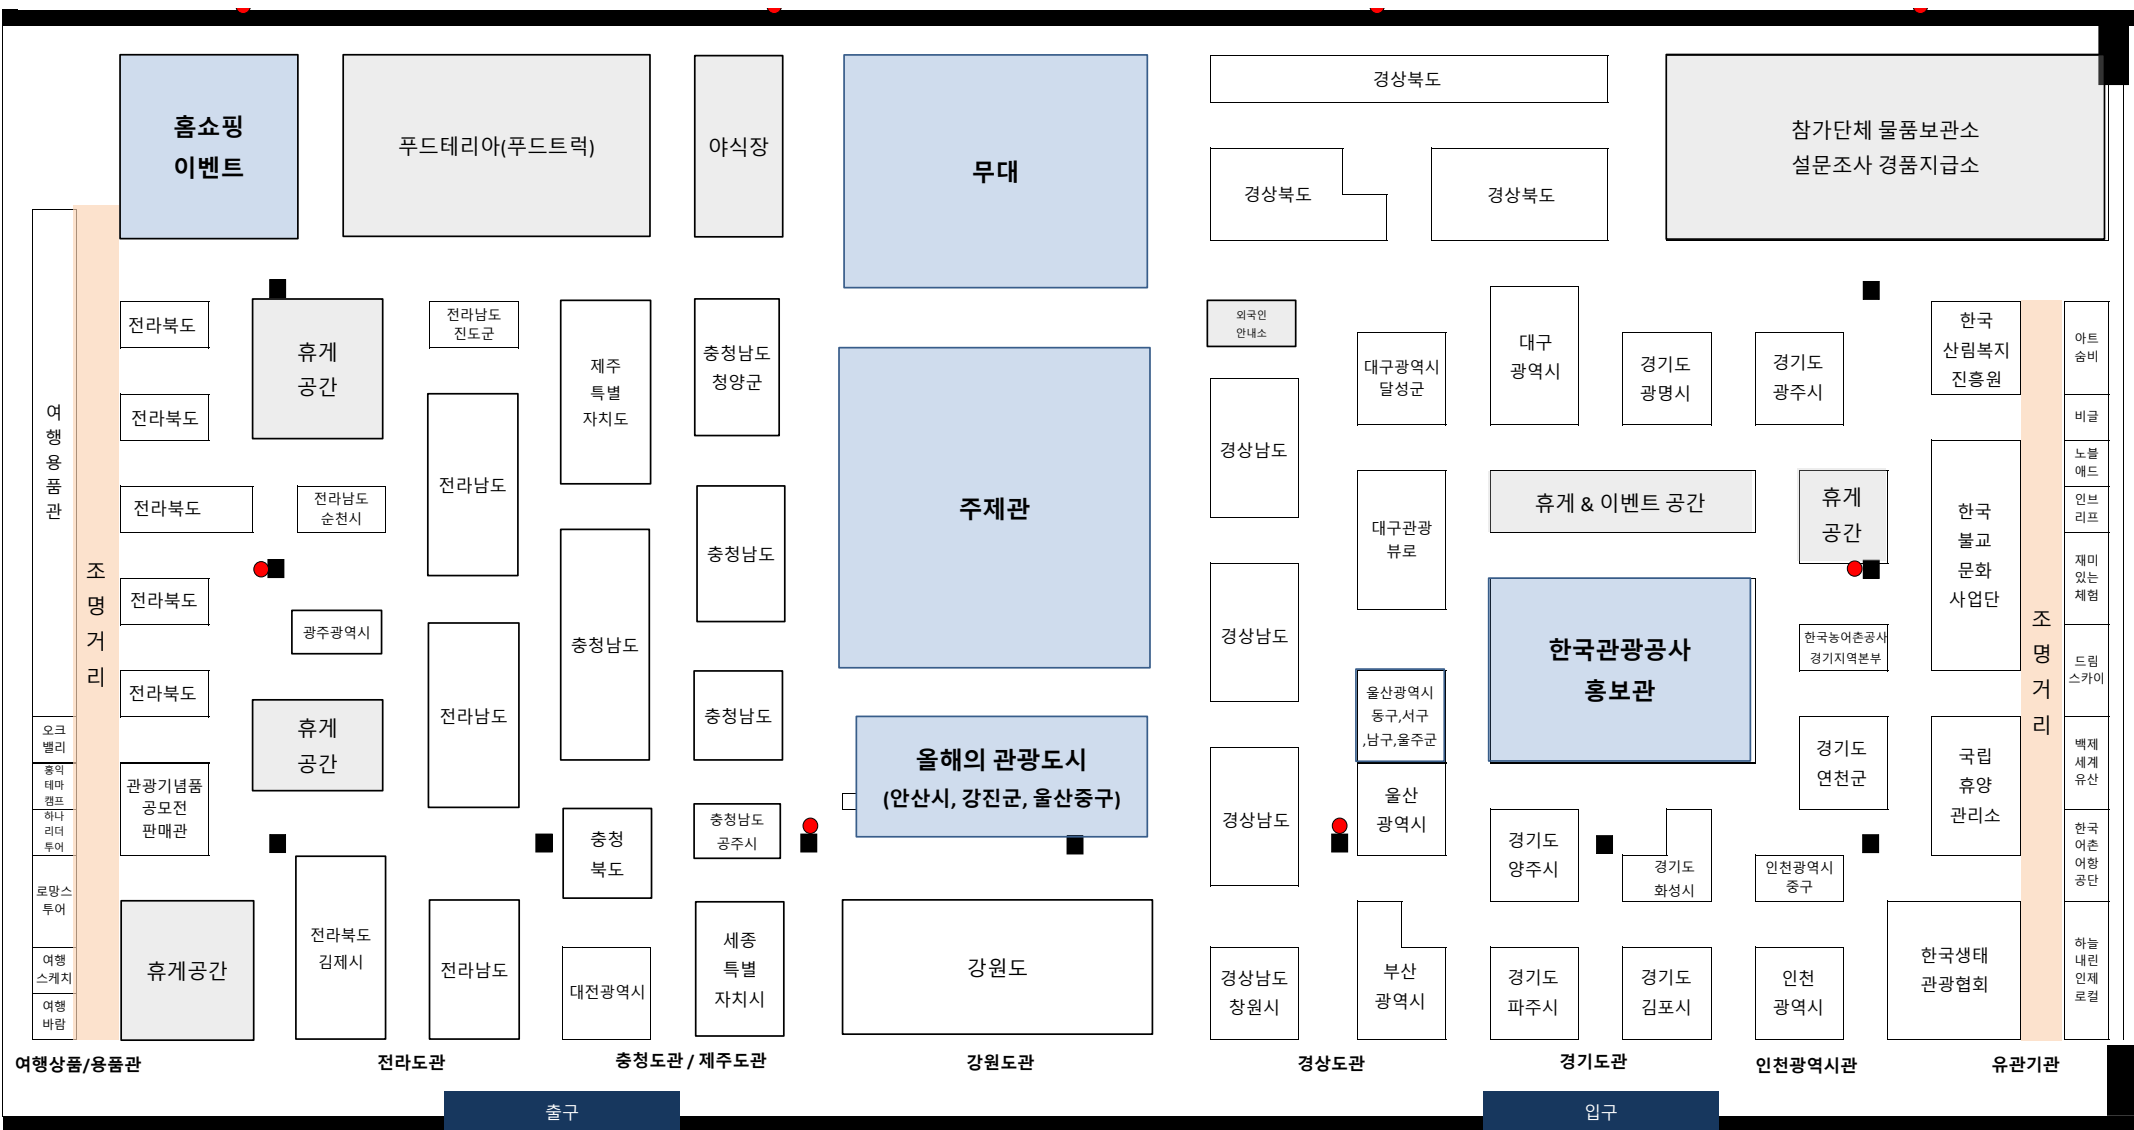 홈쇼핑
이벤트
푸드테리아(푸드트럭)
야식장
무대
경상북도
경상북도
경상북도
참가단체 물품보관소
설문조사 경품지급소
여
행
용
품
관
조
명
거
리
전라북도
전라북도
전라북도
전라북도
전라북도
휴게
공간
전라남도
진도군
제주
특별
자치도
충청남도
청양군
전라남도
전라남도
순천시
충청남도
충청남도
광주광역시
전라남도
충청남도
휴게
공간
주제관
올해의 관광도시
(안산시, 강진군, 울산중구)
외국인
안내소
대구광역시
달성군
대구
광역시
경기도
광명시
경기도
광주시
한국
산림복지
진흥원
경상남도
대구관광
뷰로
휴게 & 이벤트 공간
휴게
공간
한국
불교
문화
사업단
경상남도
한국관광공사
홍보관
한국농어촌공사
경기지역본부
울산광역시
동구,서구
,남구,울주군
울산
광역시
경상남도
경기도
연천군
국립
휴양
관리소
조
명
거
리
아트
숨비
비글
노블
애드
인브
리프
재미
있는
체험
드림
스카이
백제
세계
유산
한국
어촌
어항
공단
하늘
내린
인제
로컬
오크
밸리
홍익
테마
캠프
하나
리더
투어
로망스
투어
여행
스케치
여행
바람
관광기념품
공모전
판매관
휴게공간
전라북도
김제시
전라남도
충청
북도
대전광역시
충청남도
공주시
세종
특별
자치시
강원도
경상남도
창원시
부산
광역시
경기도
양주시
경기도
화성시
인천광역시
중구
경기도
파주시
경기도
김포시
인천
광역시
한국생태
관광협회
여행상품/용품관
전라도관
충청도관 / 제주도관
강원도관
경상도관
경기도관
인천광역시관
유관기관
출구
입구